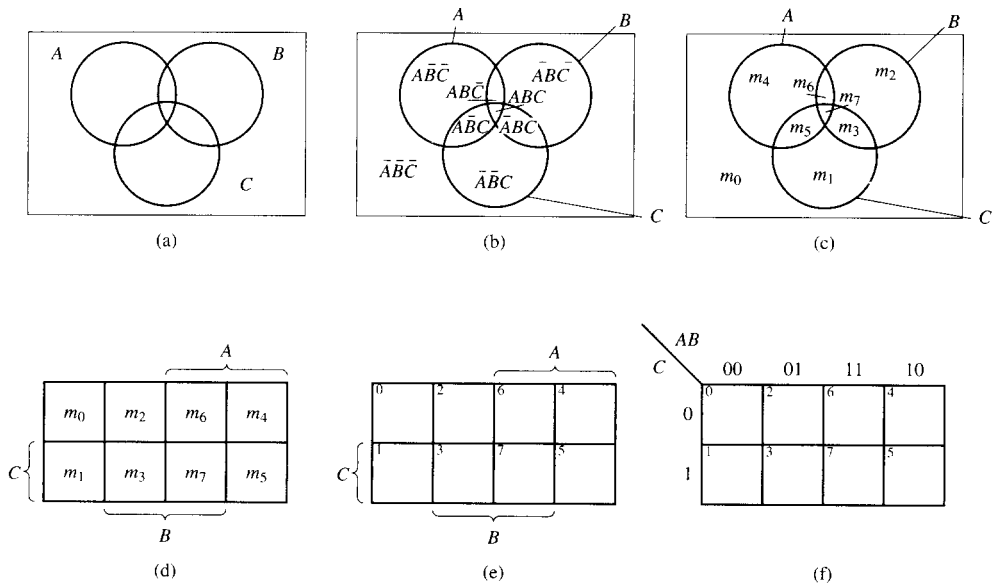 A B C
(a)
A B
AB̄C̄ ĀBC̄
ABC̄ ABC
AB̄C ĀBC
ĀB̄C̄ ĀB̄C
C
(b)
A B
m₄ m₆ m₂
m₇
m₅ m₃
m₀ m₁
C
(c)
A
m₀ m₂ m₆ m₄
C m₁ m₃ m₇ m₅
B
(d)
A
0 2 6 4
C 1 3 7 5
B
(e)
AB
C 00 01 11 10
0 0 2 6 4
1 1 3 7 5
(f)